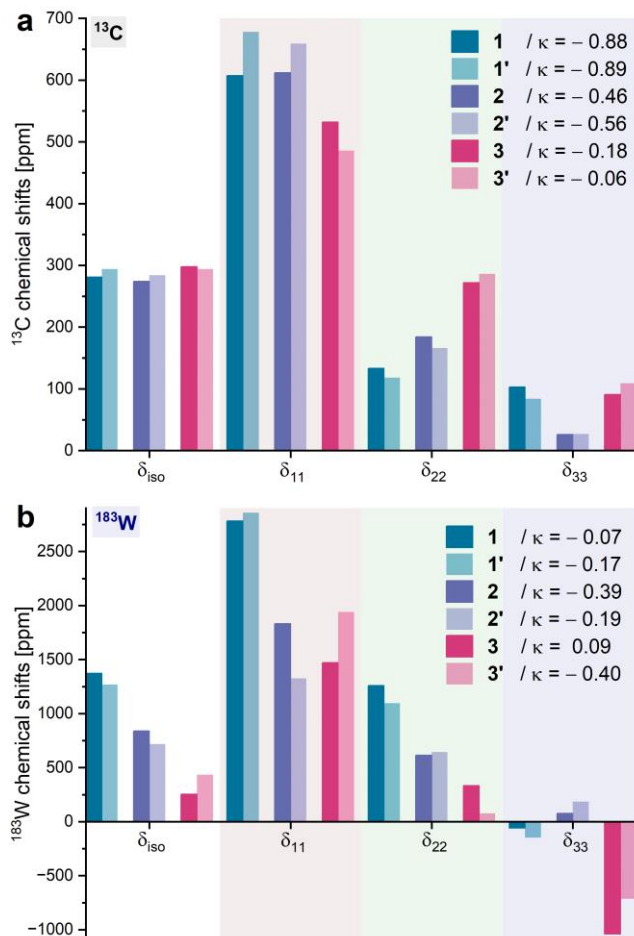 a
¹³C
¹³C chemical shifts [ppm]
700
600
500
400
300
200
100
0
1 / κ = − 0.88
1' / κ = − 0.89
2 / κ = − 0.46
2' / κ = − 0.56
3 / κ = − 0.18
3' / κ = − 0.06
δiso δ11 δ22 δ33
b
¹⁸³W
¹⁸³W chemical shifts [ppm]
2500
2000
1500
1000
500
0
−500
−1000
1 / κ = − 0.07
1' / κ = − 0.17
2 / κ = − 0.39
2' / κ = − 0.19
3 / κ = 0.09
3' / κ = − 0.40
δiso δ11 δ22 δ33